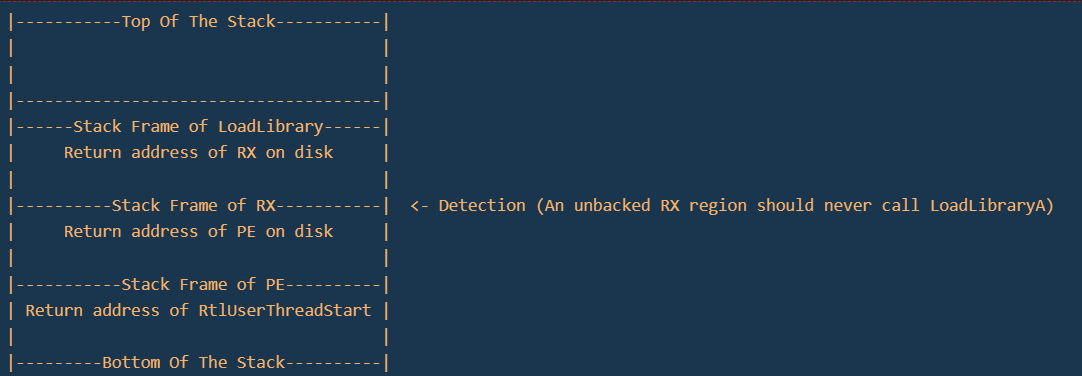 |-----------Top Of The Stack-----------|
|                                      |
|                                      |
|--------------------------------------|
|------Stack Frame of LoadLibrary------|
|     Return address of RX on disk     |
|                                      |
|----------Stack Frame of RX-----------|  <- Detection (An unbacked RX region should never call LoadLibraryA)
|     Return address of PE on disk     |
|                                      |
|-----------Stack Frame of PE----------|
| Return address of RtlUserThreadStart |
|                                      |
|---------Bottom Of The Stack----------|